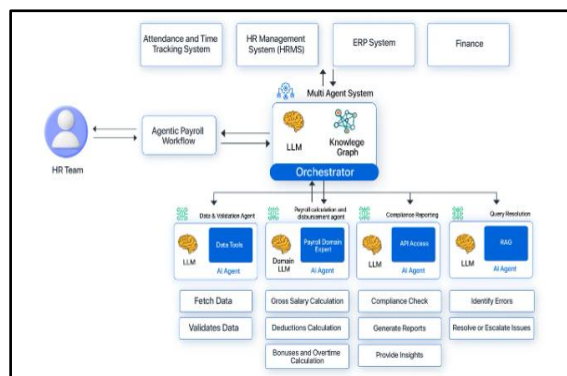 Attendance and Time
Tracking System
HR Management
System (HRMS)
ERP System
Finance
Multi Agent System
HR Team
Agentic Payroll
Workflow
LLM
Knowlege
Graph
Orchestrator
Data & Validation Agent
Payroll calculation and
disbursement agent
Compliance Reporting
Query Resolution
LLM
Data Tools
AI Agent
Domain
LLM
Payroll Domain
Expert
AI Agent
LLM
API Access
AI Agent
LLM
RAG
AI Agent
Fetch Data
Validates Data
Gross Salary Calculation
Deductions Calculation
Bonuses and Overtime
Calculation
Compliance Check
Generate Reports
Provide Insights
Identify Errors
Resolve or Escalate Issues